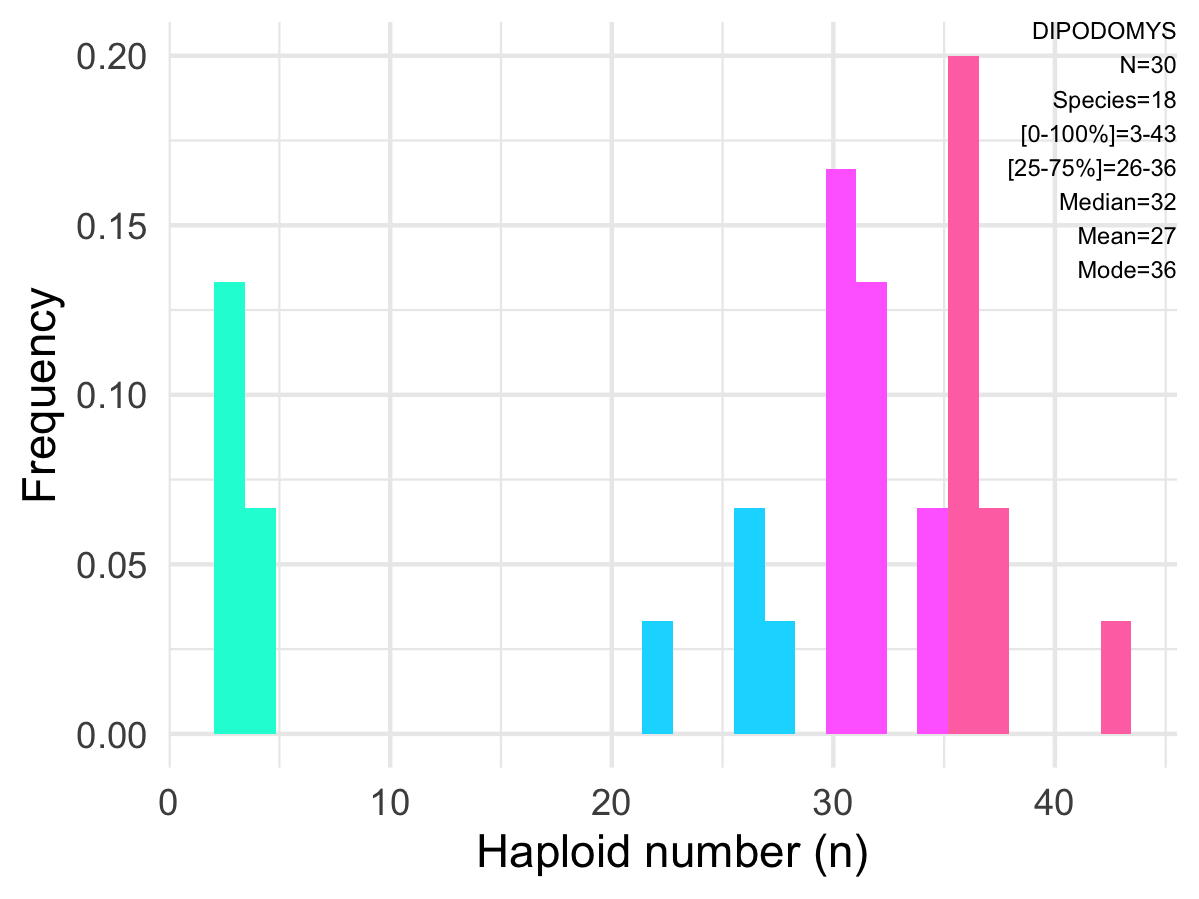 DIPODOMYS
N=30
Species=18
[0-100%]=3-43
[25-75%]=26-36
Median=32
Mean=27
Mode=36
Frequency
0.20
0.15
0.10
0.05
0.00
0 10 20 30 40
Haploid number (n)